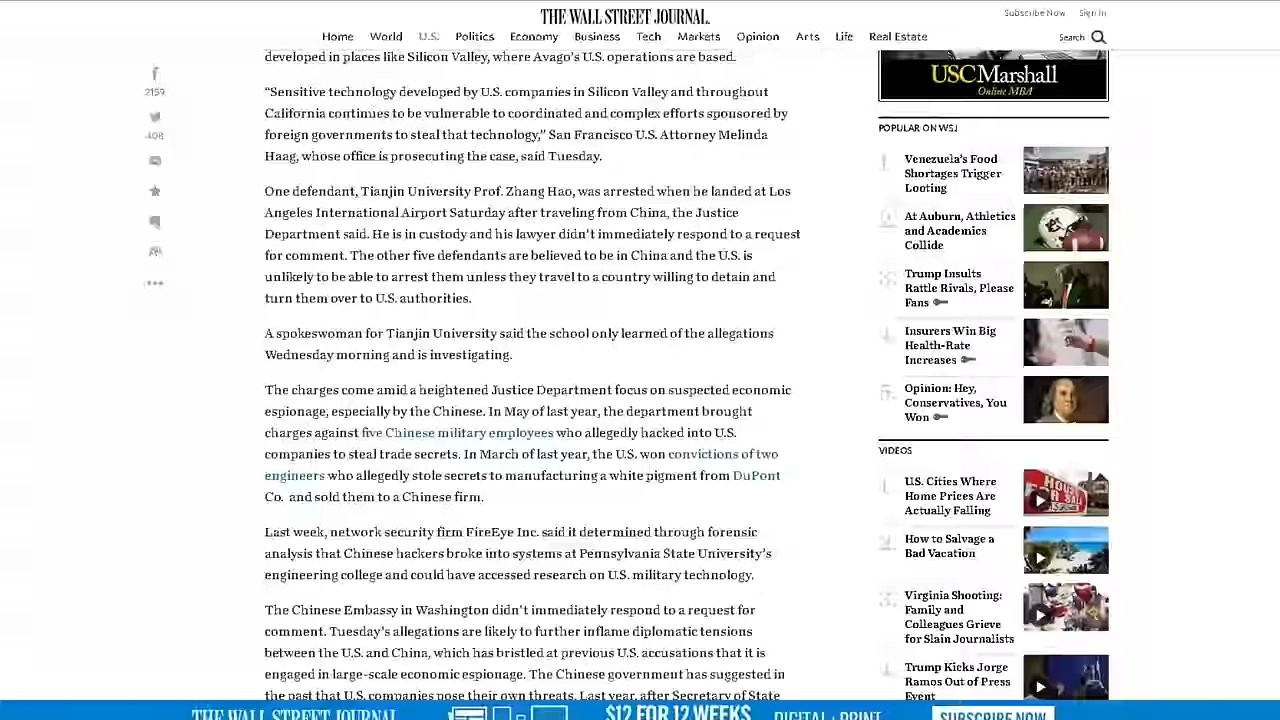 THE WALL STREET JOURNAL.
Subscribe Now Sign In
Home World U.S. Politics Economy Business Tech Markets Opinion Arts Life Real Estate
Search
developed in places like Silicon Valley, where Avago's U.S. operations are based.
2159
408
“Sensitive technology developed by U.S. companies in Silicon Valley and throughout
California continues to be vulnerable to coordinated and complex efforts sponsored by
foreign governments to steal that technology,” San Francisco U.S. Attorney Melinda
Haag, whose office is prosecuting the case, said Tuesday.
One defendant, Tianjin University Prof. Zhang Hao, was arrested when he landed at Los
Angeles International Airport Saturday after traveling from China, the Justice
Department said. He is in custody and his lawyer didn't immediately respond to a request
for comment. The other five defendants are believed to be in China and the U.S. is
unlikely to be able to arrest them unless they travel to a country willing to detain and
turn them over to U.S. authorities.
A spokeswoman for Tianjin University said the school only learned of the allegations
Wednesday morning and is investigating.
The charges come amid a heightened Justice Department focus on suspected economic
espionage, especially by the Chinese. In May of last year, the department brought
charges against five Chinese military employees who allegedly hacked into U.S.
companies to steal trade secrets. In March of last year, the U.S. won convictions of two
engineers who allegedly stole secrets to manufacturing a white pigment from DuPont
Co. and sold them to a Chinese firm.
Last week, network security firm FireEye Inc. said it determined through forensic
analysis that Chinese hackers broke into systems at Pennsylvania State University's
engineering college and could have accessed research on U.S. military technology.
The Chinese Embassy in Washington didn't immediately respond to a request for
comment. Tuesday's allegations are likely to further inflame diplomatic tensions
between the U.S. and China, which has bristled at previous U.S. accusations that it is
engaged in large-scale economic espionage. The Chinese government has suggested in
the past that U.S. companies pose their own threats. Last year, after Secretary of State
USC Marshall
Online MBA
POPULAR ON WSJ
Venezuela's Food
Shortages Trigger
Looting
At Auburn, Athletics
and Academics
Collide
Trump Insults
Rattle Rivals, Please
Fans
Insurers Win Big
Health-Rate
Increases
Opinion: Hey,
Conservatives, You
Won
VIDEOS
U.S. Cities Where
Home Prices Are
Actually Falling
How to Salvage a
Bad Vacation
Virginia Shooting:
Family and
Colleagues Grieve
for Slain Journalists
Trump Kicks Jorge
Ramos Out of Press
Event
THE WALL STREET JOURNAL
$12 FOR 12 WEEKS
DIGITAL + PRINT
SUBSCRIBE NOW